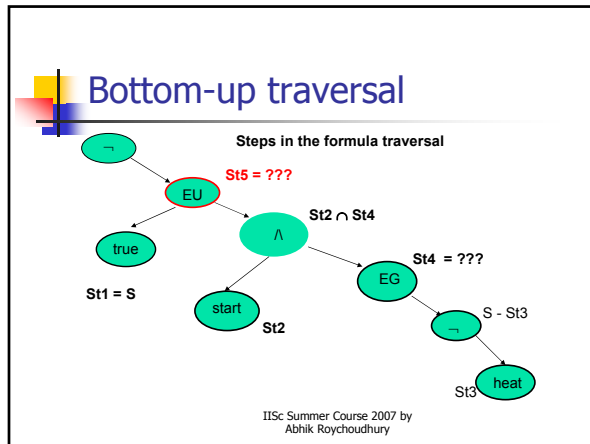 Bottom-up traversal
Steps in the formula traversal
¬
St5 = ???
EU
St2 ∩ St4
/\
true
St4 = ???
EG
St1 = S
start
St2
S - St3
¬
St3
heat
IISc Summer Course 2007 by
Abhik Roychoudhury